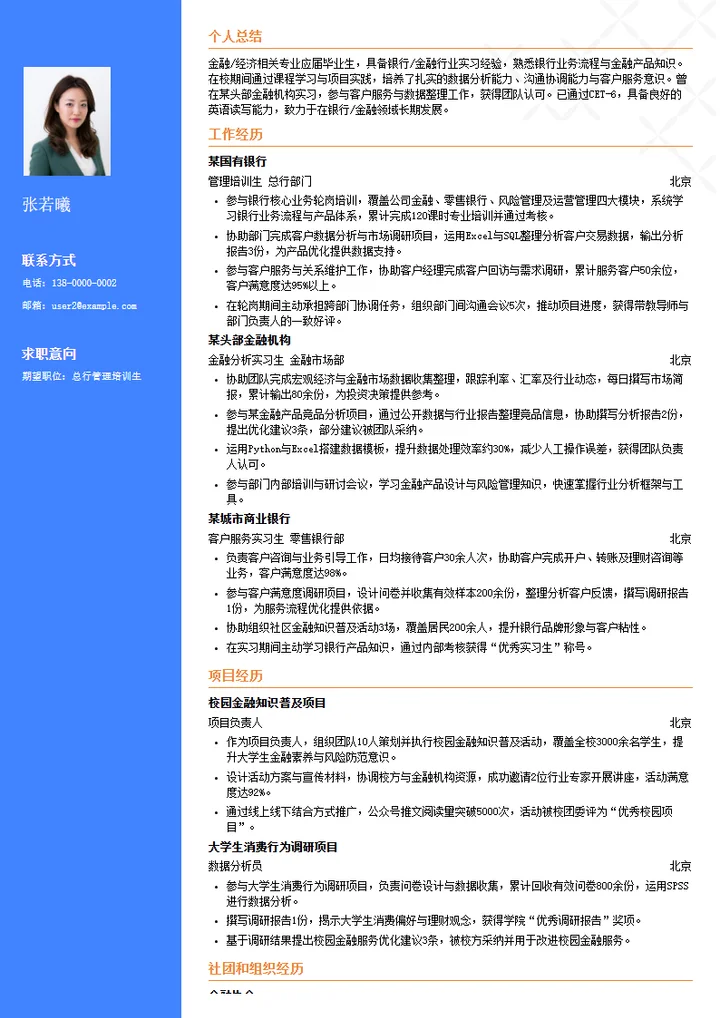 张若曦
联系方式
电话：138-0000-0002
邮箱：user2@example.com
求职意向
期望职位：总行管理培训生
个人总结
金融/经济相关专业应届毕业生，具备银行/金融行业实习经验，熟悉银行业务流程与金融产品知识。
在校期间通过课程学习与项目实践，培养了扎实的数据分析能力、沟通协调能力与客户服务意识。曾
在某头部金融机构实习，参与客户服务与数据整理工作，获得团队认可。已通过CET-6，具备良好的
英语读写能力，致力于在银行/金融领域长期发展。
工作经历
某国有银行
管理培训生 总行部门 北京
• 参与银行核心业务轮岗培训，覆盖公司金融、零售银行、风险管理及运营管理四大模块，系统学
习银行业务流程与产品体系，累计完成120课时专业培训并通过考核。
• 协助部门完成客户数据分析与市场调研项目，运用Excel与SQL整理分析客户交易数据，输出分析
报告3份，为产品优化提供数据支持。
• 参与客户服务与关系维护工作，协助客户经理完成客户回访与需求调研，累计服务客户50余位，
客户满意度达95%以上。
• 在轮岗期间主动承担跨部门协调任务，组织部门间沟通会议5次，推动项目进度，获得带教导师与
部门负责人的一致好评。
某头部金融机构
金融分析实习生 金融市场部 北京
• 协助团队完成宏观经济与金融市场数据收集整理，跟踪利率、汇率及行业动态，每日撰写市场简
报，累计输出80余份，为投资决策提供参考。
• 参与某金融产品竞品分析项目，通过公开数据与行业报告整理竞品信息，协助撰写分析报告2份，
提出优化建议3条，部分建议被团队采纳。
• 运用Python与Excel搭建数据模板，提升数据处理效率约30%，减少人工操作误差，获得团队负责
人认可。
• 参与部门内部培训与研讨会议，学习金融产品设计与风险管理知识，快速掌握行业分析框架与工
具。
某城市商业银行
客户服务实习生 零售银行部 北京
• 负责客户咨询与业务引导工作，日均接待客户30余人次，协助客户完成开户、转账及理财咨询等
业务，客户满意度达98%。
• 参与客户满意度调研项目，设计问卷并收集有效样本200余份，整理分析客户反馈，撰写调研报告
1份，为服务流程优化提供依据。
• 协助组织社区金融知识普及活动3场，覆盖居民200余人，提升银行品牌形象与客户粘性。
• 在实习期间主动学习银行产品知识，通过内部考核获得“优秀实习生”称号。
项目经历
校园金融知识普及项目
项目负责人 北京
• 作为项目负责人，组织团队10人策划并执行校园金融知识普及活动，覆盖全校3000余名学生，提
升大学生金融素养与风险防范意识。
• 设计活动方案与宣传材料，协调校方与金融机构资源，成功邀请2位行业专家开展讲座，活动满意
度达92%。
• 通过线上线下结合方式推广，公众号推文阅读量突破5000次，活动被校团委评为“优秀校园项
目”。
大学生消费行为调研项目
数据分析员 北京
• 参与大学生消费行为调研项目，负责问卷设计与数据收集，累计回收有效问卷800余份，运用SPSS
进行数据分析。
• 撰写调研报告1份，揭示大学生消费偏好与理财观念，获得学院“优秀调研报告”奖项。
• 基于调研结果提出校园金融服务优化建议3条，被校方采纳并用于改进校园金融服务。
社团和组织经历